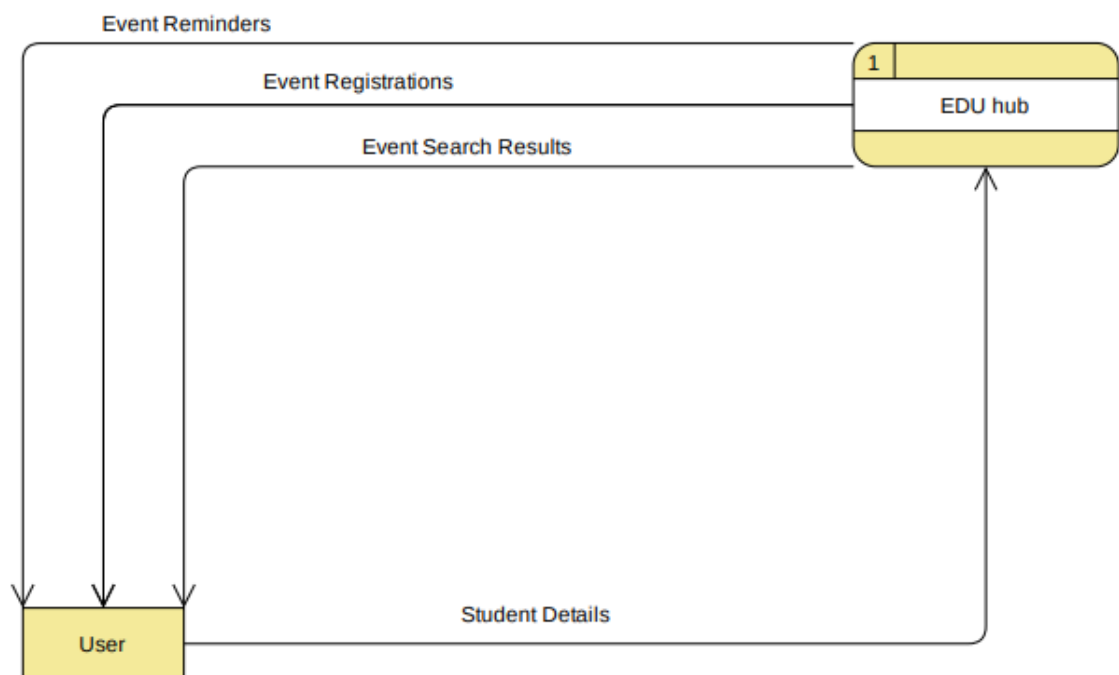 Event Reminders
1
Event Registrations
EDU hub
Event Search Results
Student Details
User